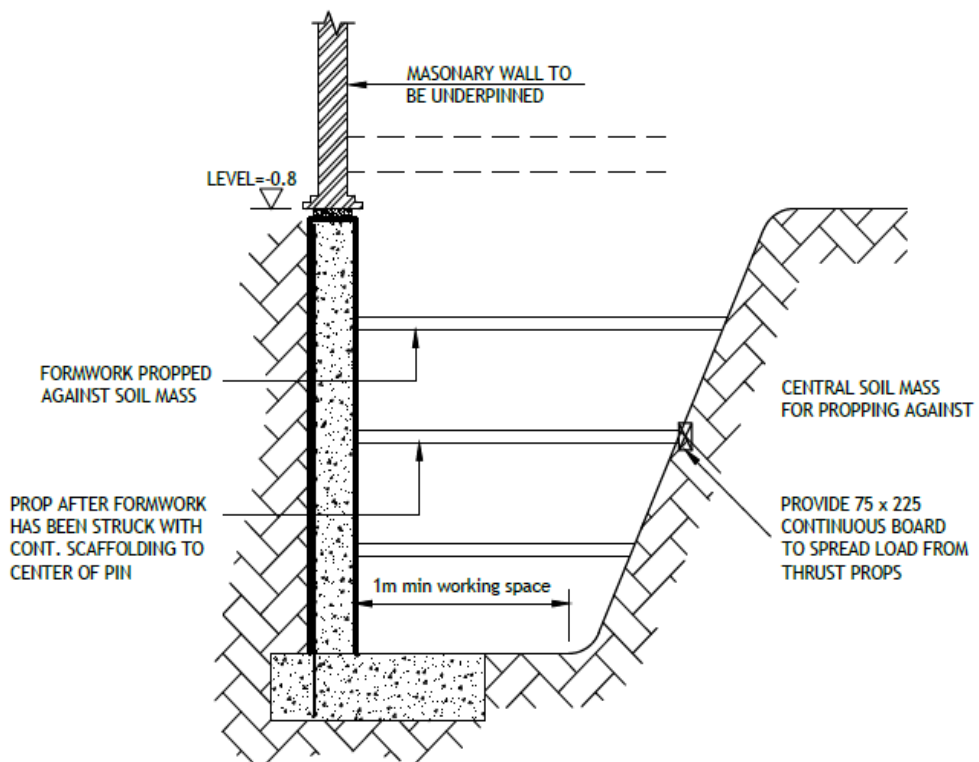 MASONARY WALL TO
BE UNDERPINNED
LEVEL=-0.8
FORMWORK PROPPED
AGAINST SOIL MASS
CENTRAL SOIL MASS
FOR PROPPING AGAINST
PROP AFTER FORMWORK
HAS BEEN STRUCK WITH
CONT. SCAFFOLDING TO
CENTER OF PIN
PROVIDE 75 x 225
CONTINUOUS BOARD
TO SPREAD LOAD FROM
THRUST PROPS
1m min working space